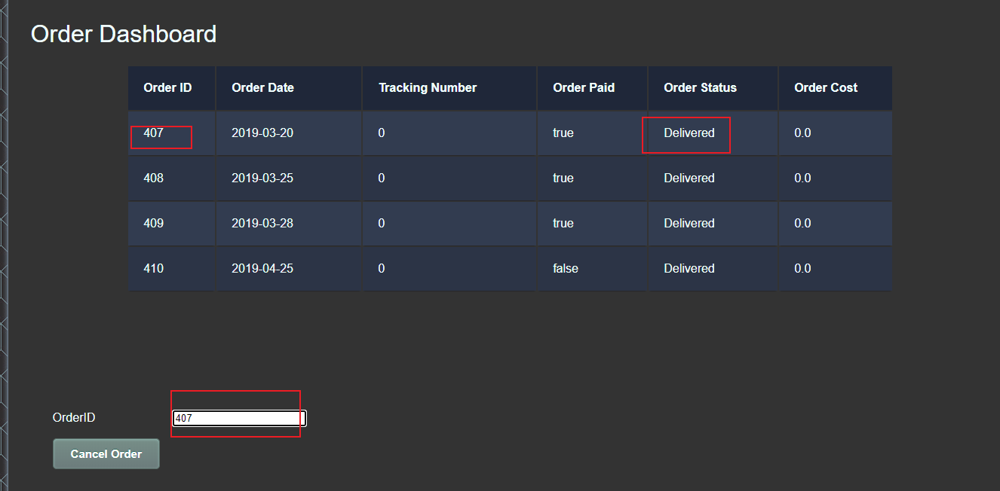 Order Dashboard
Order ID Order Date Tracking Number Order Paid Order Status Order Cost
407 2019-03-20 0 true Delivered 0.0
408 2019-03-25 0 true Delivered 0.0
409 2019-03-28 0 true Delivered 0.0
410 2019-04-25 0 false Delivered 0.0
OrderID 407
Cancel Order